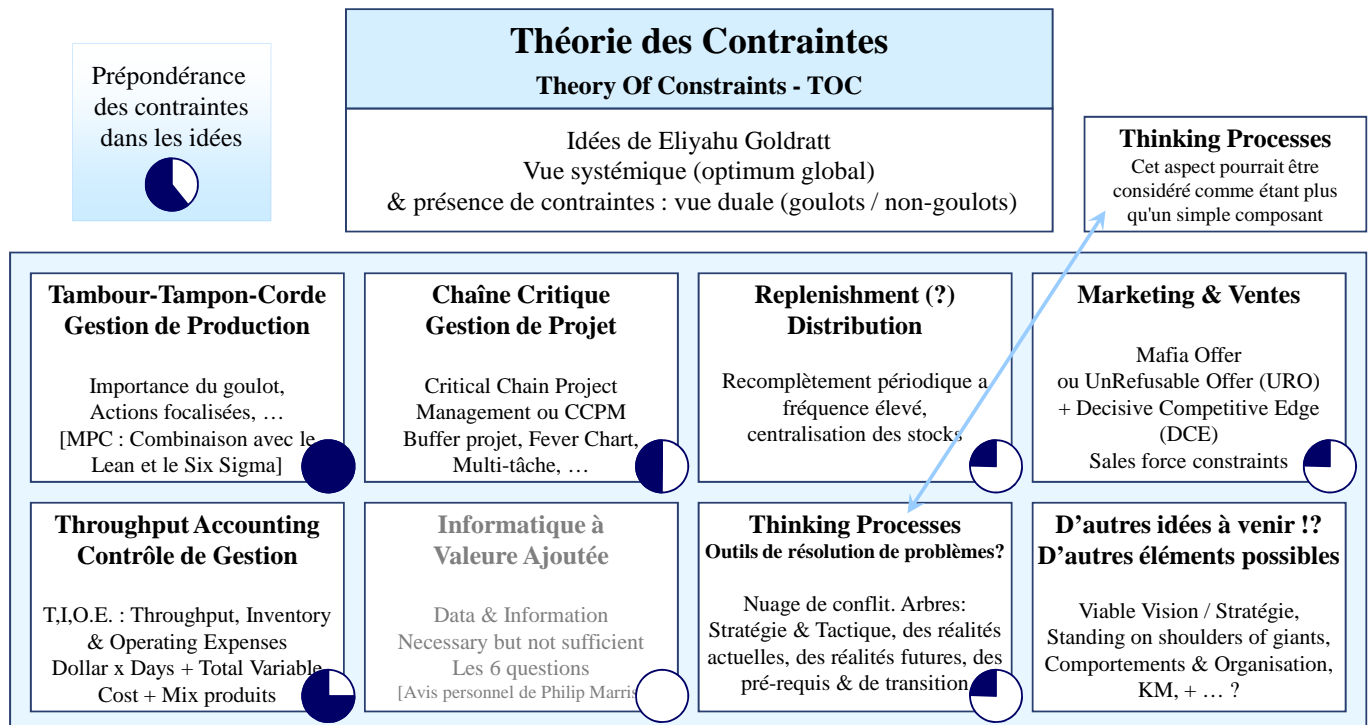 Prépondérance
des contraintes
dans les idées
Théorie des Contraintes
Theory Of Constraints - TOC
Idées de Eliyahu Goldratt
Vue systémique (optimum global)
& présence de contraintes : vue duale (goulots / non-goulots)
Thinking Processes
Cet aspect pourrait être
considéré comme étant plus
qu'un simple composant
Tambour-Tampon-Corde
Gestion de Production
Importance du goulot,
Actions focalisées, …
[MPC : Combinaison avec le
Lean et le Six Sigma]
Chaîne Critique
Gestion de Projet
Critical Chain Project
Management ou CCPM
Buffer projet, Fever Chart,
Multi-tâche, …
Replenishment (?)
Distribution
Recomplètement périodique a
fréquence élevé,
centralisation des stocks
Marketing & Ventes
Mafia Offer
ou UnRefusable Offer (URO)
+ Decisive Competitive Edge
(DCE)
Sales force constraints
Throughput Accounting
Contrôle de Gestion
T,I,O.E. : Throughput, Inventory
& Operating Expenses
Dollar x Days + Total Variable
Cost + Mix produits
Informatique à
Valeure Ajoutée
Data & Information
Necessary but not sufficient
Les 6 questions
[Avis personnel de Philip Marris
Thinking Processes
Outils de résolution de problèmes?
Nuage de conflit. Arbres:
Stratégie & Tactique, des réalités
actuelles, des réalités futures, des
pré-requis & de transition
D'autres idées à venir !?
D'autres éléments possibles
Viable Vision / Stratégie,
Standing on shoulders of giants,
Comportements & Organisation,
KM, + … ?